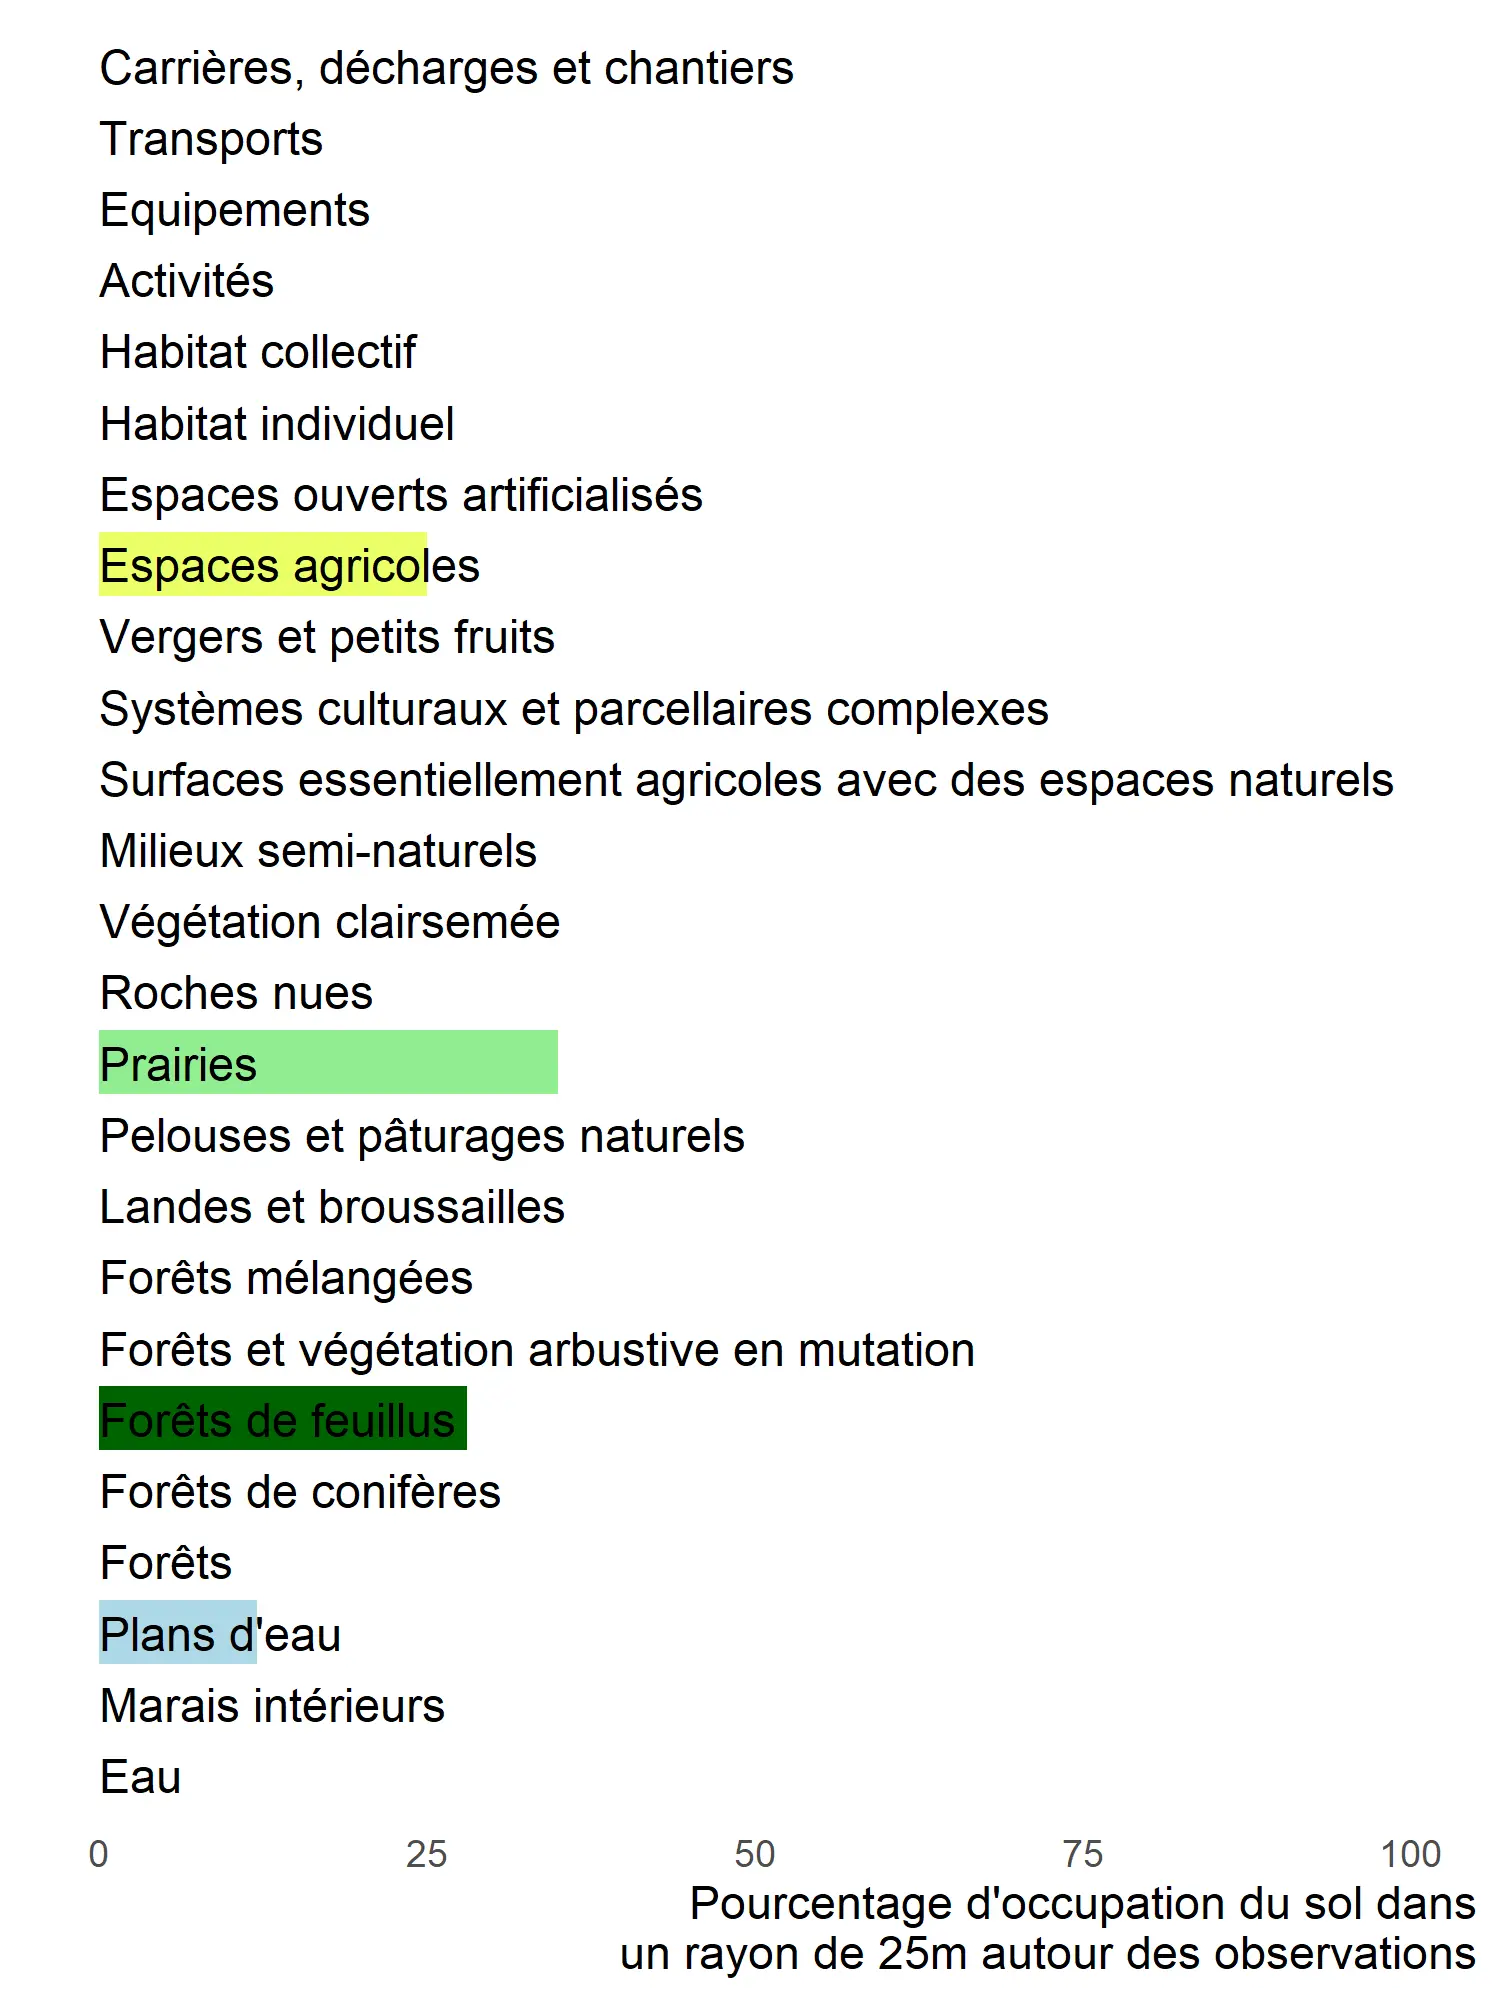 Carrières, décharges et chantiers
Transports
Equipements
Activités
Habitat collectif
Habitat individuel
Espaces ouverts artificialisés
Espaces agricoles
Vergers et petits fruits
Systèmes culturaux et parcellaires complexes
Surfaces essentiellement agricoles avec des espaces naturels
Milieux semi-naturels
Végétation clairsemée
Roches nues
Prairies
Pelouses et pâturages naturels
Landes et broussailles
Forêts mélangées
Forêts et végétation arbustive en mutation
Forêts de feuillus
Forêts de conifères
Forêts
Plans d'eau
Marais intérieurs
Eau
0 25 50 75 100
Pourcentage d'occupation du sol dans
un rayon de 25m autour des observations